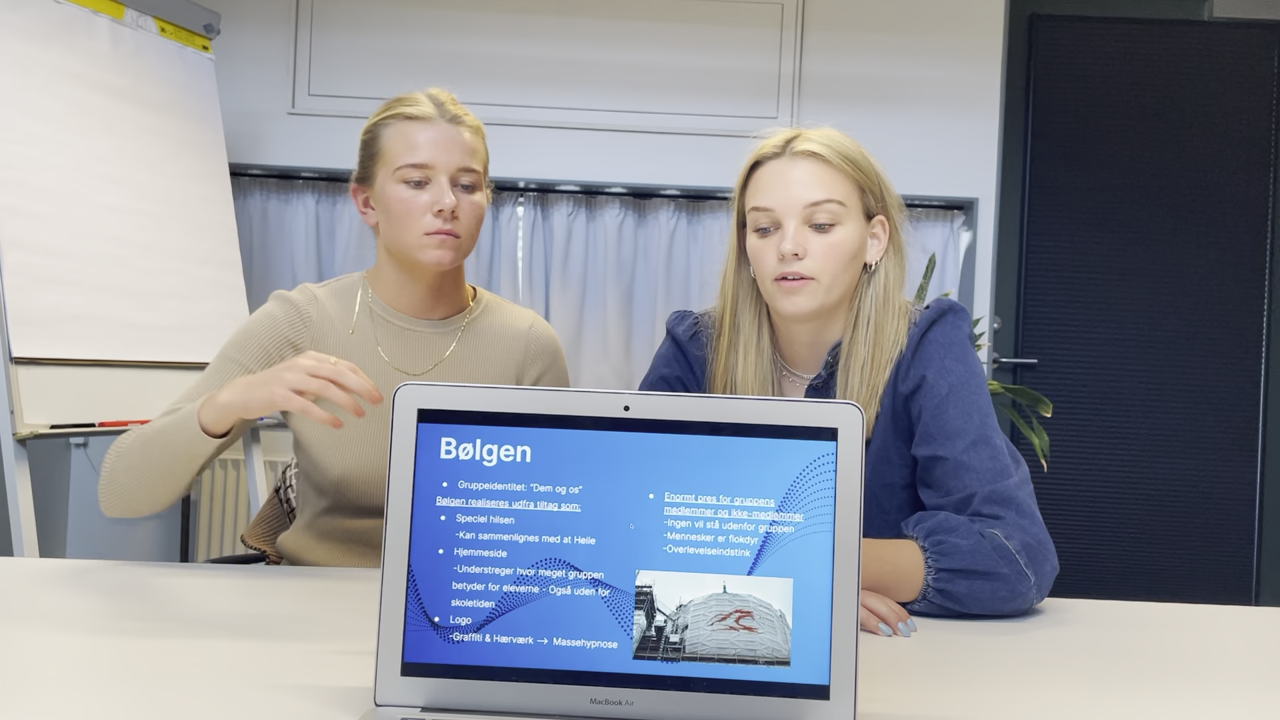 Bølgen
Gruppeidentitet: "Dem og os"
Bølgen realiseres udfra tiltag som:
Speciel hilsen
-Kan sammenlignes med at Heile
Hjemmeside
-Understreger hvor meget gruppen
betyder for eleverne - Også uden for
skoletiden
Logo
-Graffiti & Hærværk → Massehypnose
Enormt pres for gruppens
medlemmer og ikke-medlemmer
-Ingen vil stå udenfor gruppen
-Mennesker er flokdyr
-Overlevelseindstink
MacBook Air